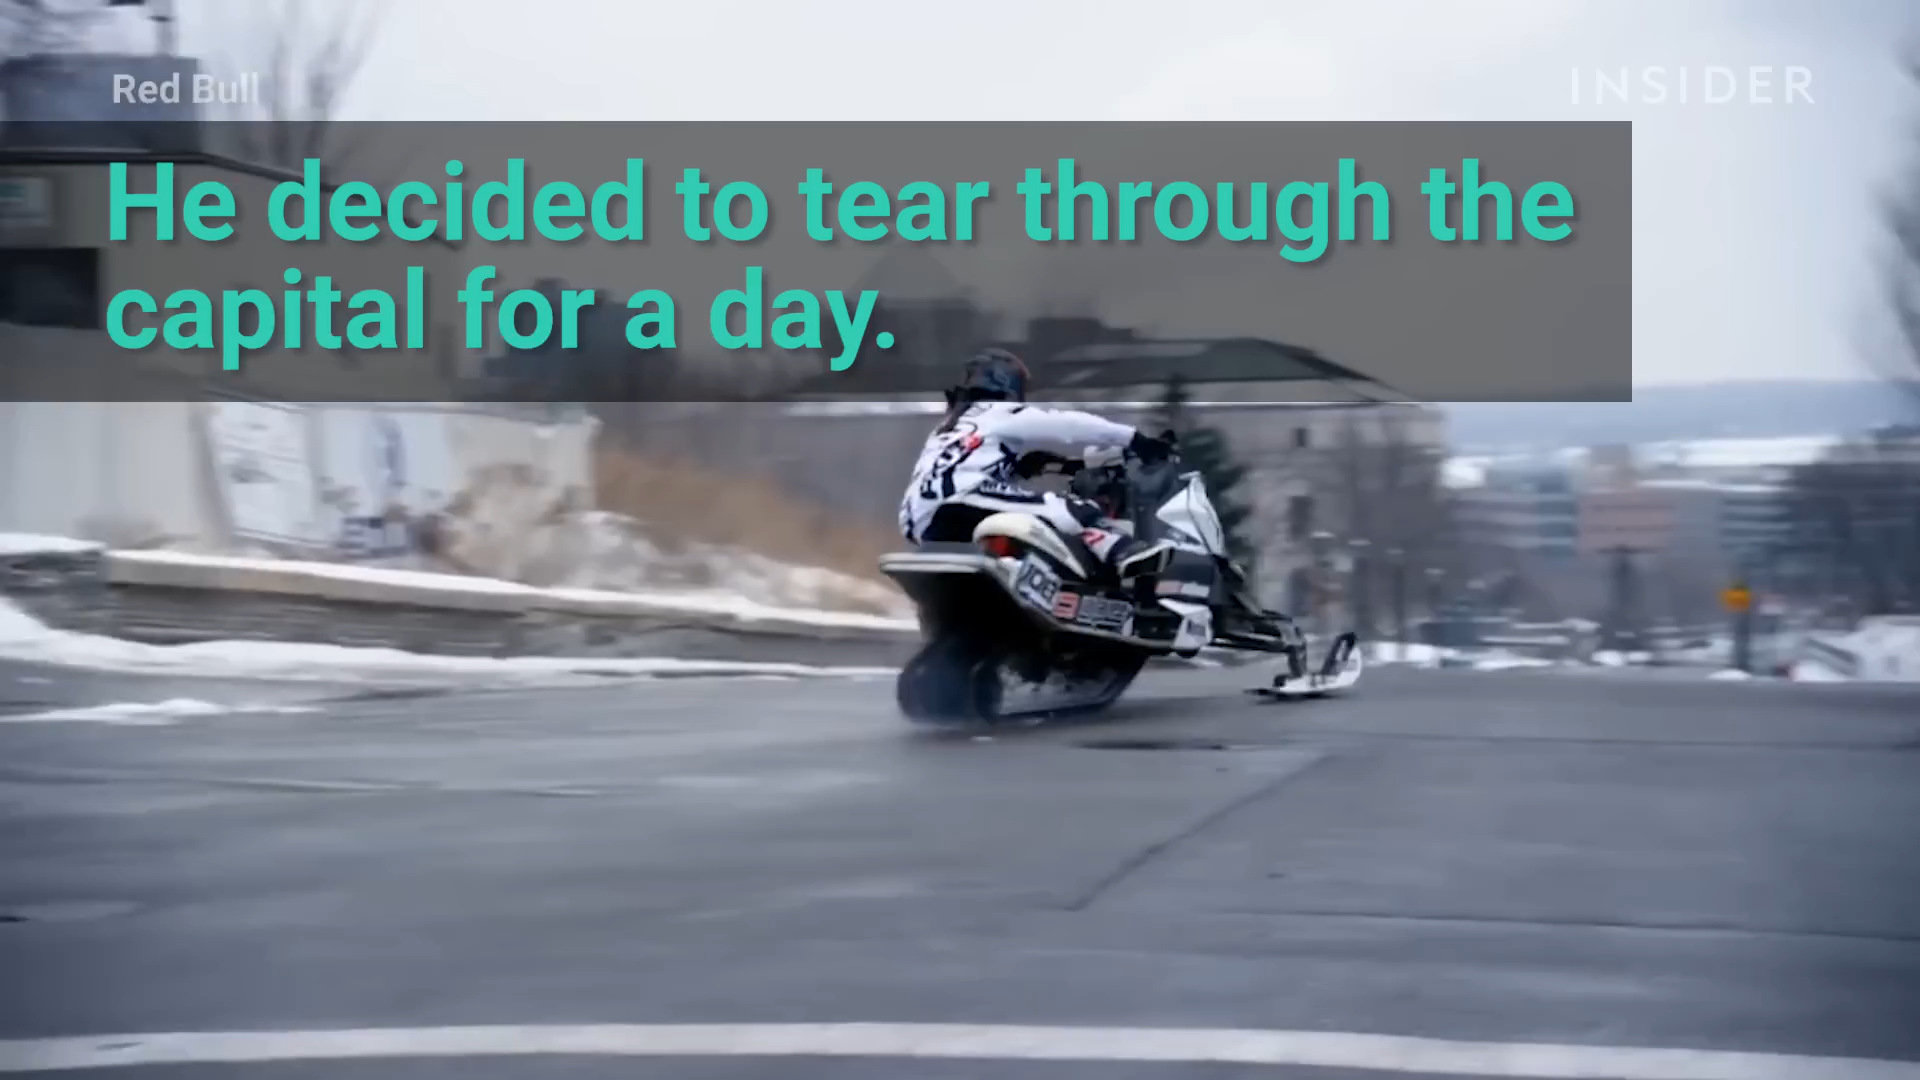 Red Bull
INSIDER
He decided to tear through the
capital for a day.